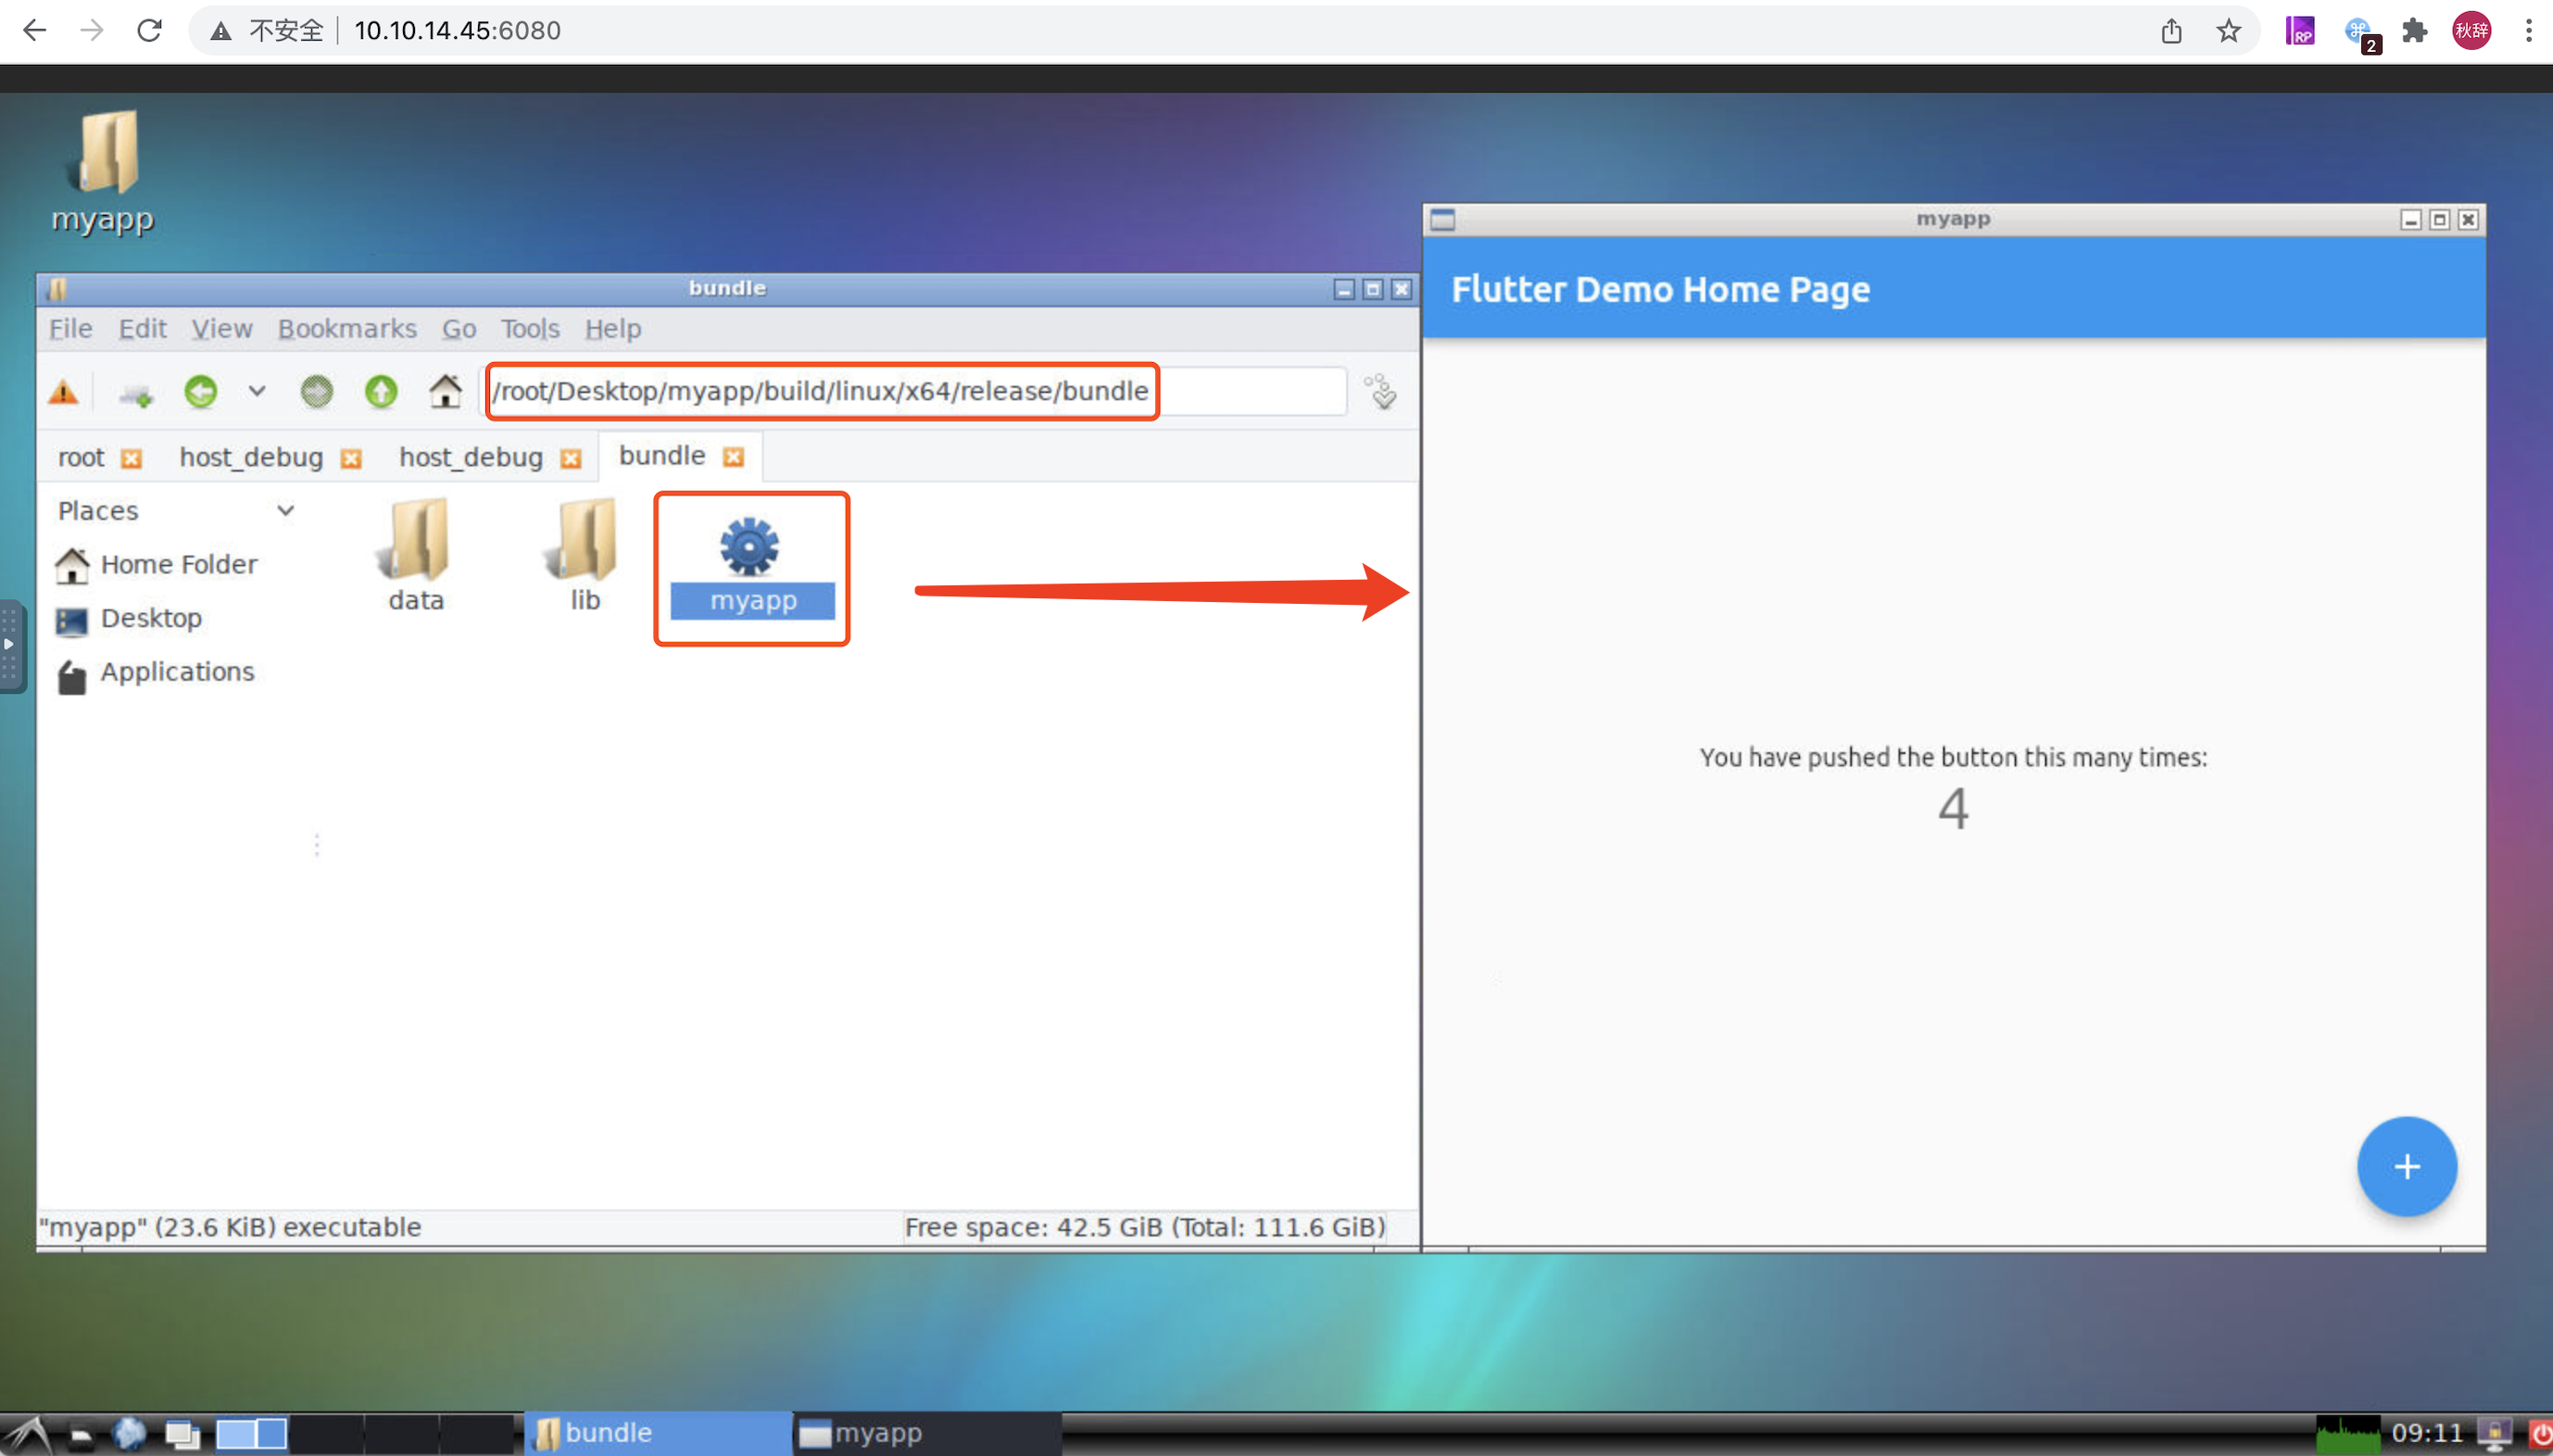 不安全 10.10.14.45:6080
RP
2
秋辞
myapp
bundle
File Edit View Bookmarks Go Tools Help
/root/Desktop/myapp/build/linux/x64/release/bundle
root host_debug host_debug bundle
Places
Home Folder
Desktop
Applications
data lib myapp
"myapp" (23.6 KiB) executable Free space: 42.5 GiB (Total: 111.6 GiB)
myapp
Flutter Demo Home Page
You have pushed the button this many times:
4
+
bundle myapp 09:11